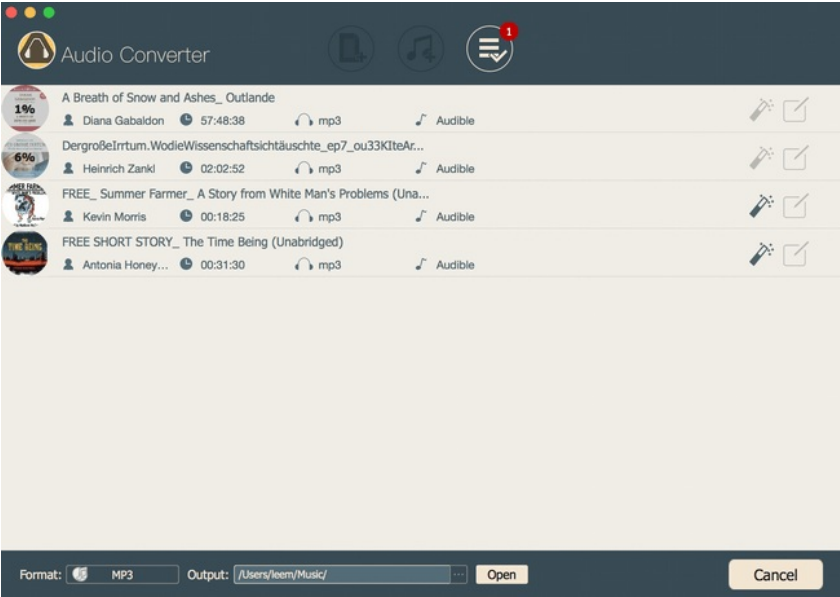 1
Audio Converter
A Breath of Snow and Ashes_ Outlande
1%
Diana Gabaldon 57:48:38 mp3 Audible
DergroßeIrrtum.WodieWissenschaftsichtäuschte_ep7_ou33KIteAr...
6%
Heinrich Zankl 02:02:52 mp3 Audible
FREE_ Summer Farmer_ A Story from White Man's Problems (Una...
Kevin Morris 00:18:25 mp3 Audible
FREE SHORT STORY_ The Time Being (Unabridged)
TIME BEING
Antonia Honey... 00:31:30 mp3 Audible
Format: MP3 Output: /Users/leem/Music/ ... Open Cancel